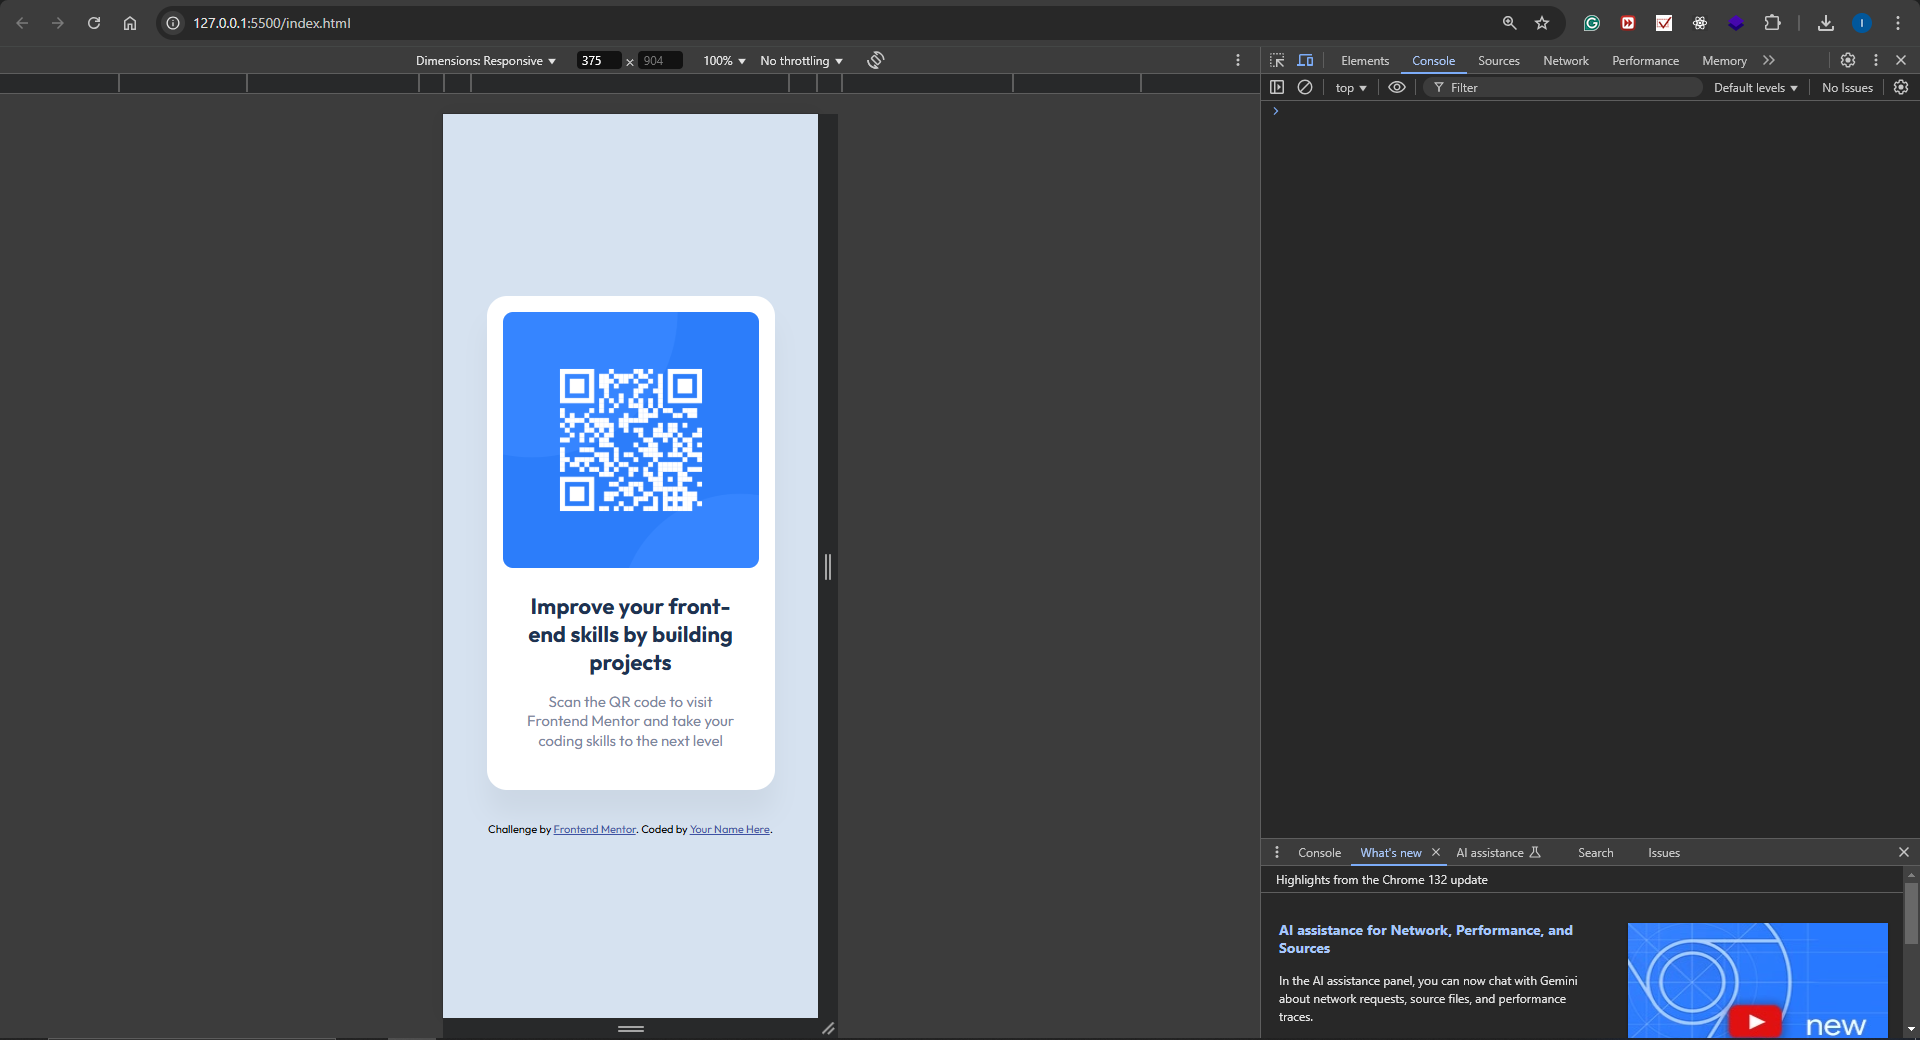 127.0.0.1:5500/index.html
Dimensions: Responsive 375 x 904 100% No throttling
Elements Console Sources Network Performance Memory
top Filter Default levels No Issues
Improve your front-
end skills by building
projects
Scan the QR code to visit
Frontend Mentor and take your
coding skills to the next level
Challenge by Frontend Mentor. Coded by Your Name Here.
Console What's new AI assistance Search Issues
Highlights from the Chrome 132 update
AI assistance for Network, Performance, and
Sources
In the AI assistance panel, you can now chat with Gemini
about network requests, source files, and performance
traces.
new